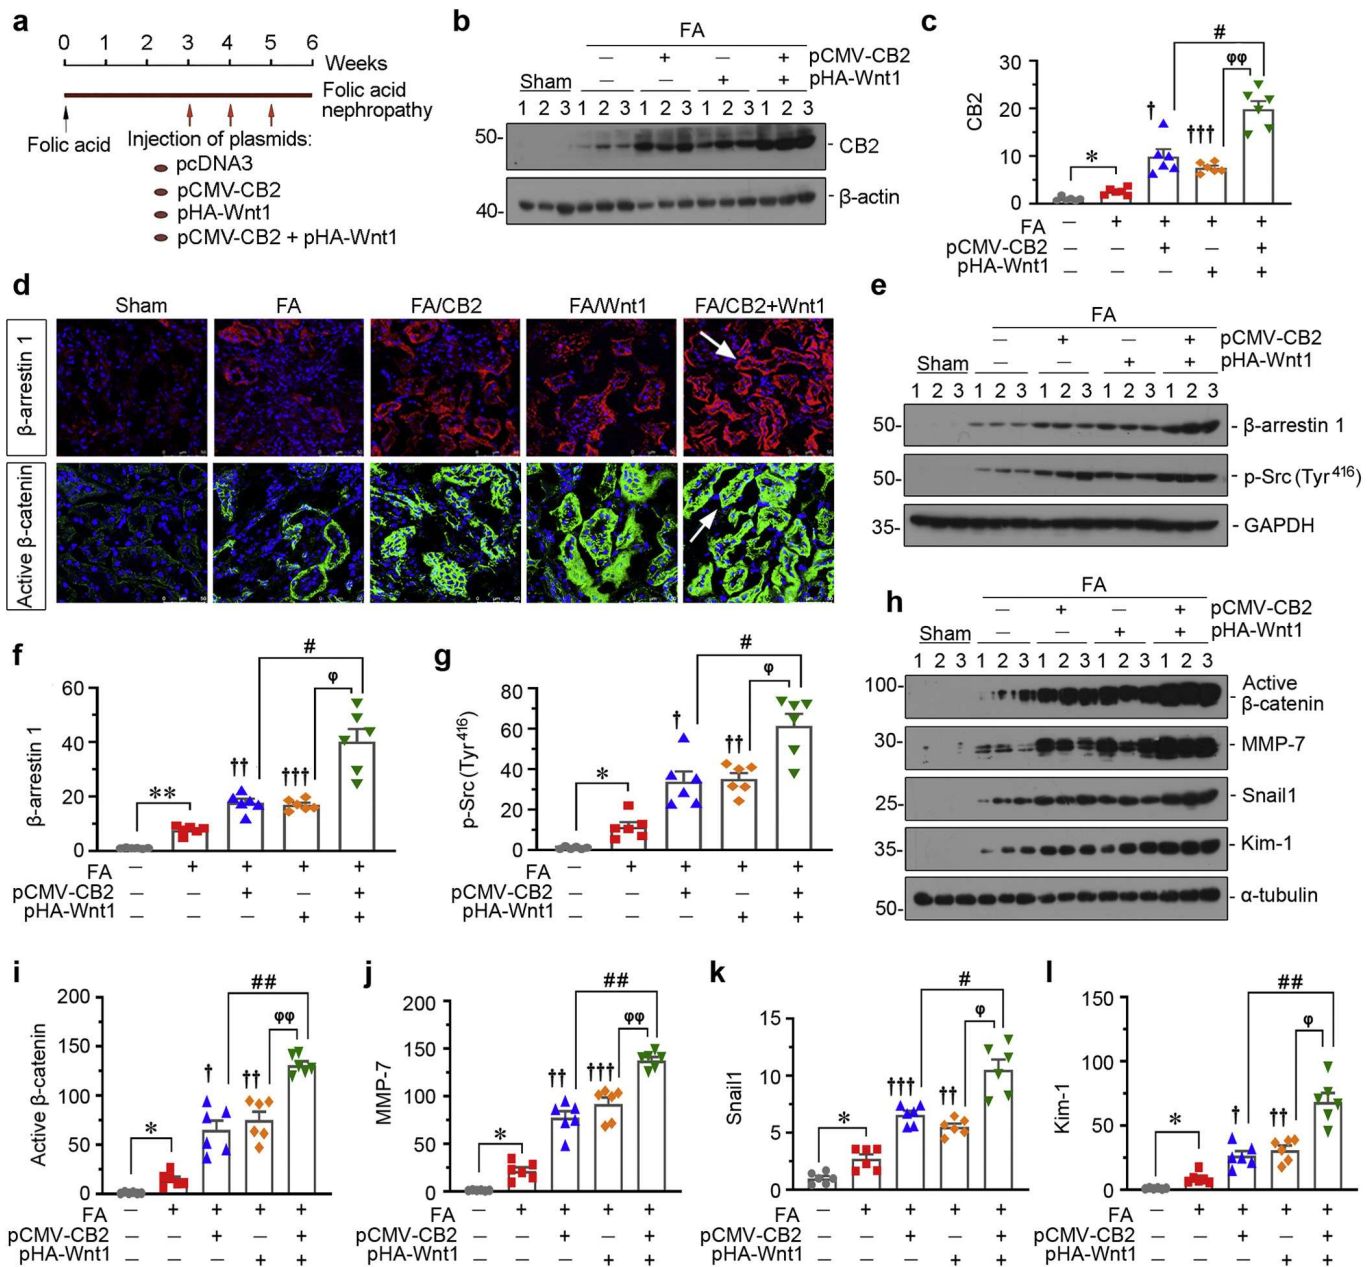 a
0 1 2 3 4 5 6
Weeks
Folic acid
nephropathy
Folic acid
Injection of plasmids:
pcDNA3
pCMV-CB2
pHA-Wnt1
pCMV-CB2 + pHA-Wnt1
b
FA
— + — + pCMV-CB2
— — + + pHA-Wnt1
Sham
1 2 3 1 2 3 1 2 3 1 2 3 1 2 3
50-
- CB2
40-
- β-actin
c
#
φφ
†
†††
*
CB2
30
20
10
0
FA — + + + +
pCMV-CB2 — — + — +
pHA-Wnt1 — — — + +
d
Sham FA FA/CB2 FA/Wnt1 FA/CB2+Wnt1
β-arrestin 1
Active β-catenin
e
FA
— + — + pCMV-CB2
— — + + pHA-Wnt1
Sham
1 2 3 1 2 3 1 2 3 1 2 3 1 2 3
50- - β-arrestin 1
50- - p-Src (Tyr416)
35- - GAPDH
f
#
φ
††
†††
**
β-arrestin 1
60
40
20
0
FA — + + + +
pCMV-CB2 — — + — +
pHA-Wnt1 — — — + +
g
#
φ
†
††
*
p-Src (Tyr416)
80
60
40
20
0
FA — + + + +
pCMV-CB2 — — + — +
pHA-Wnt1 — — — + +
h
FA
— + — + pCMV-CB2
— — + + pHA-Wnt1
Sham
1 2 3 1 2 3 1 2 3 1 2 3 1 2 3
100- - Active
β-catenin
30- - MMP-7
25- - Snail1
35- - Kim-1
50- - α-tubulin
i
##
φφ
†
††
*
Active β-catenin
200
150
100
50
0
FA — + + + +
pCMV-CB2 — — + — +
pHA-Wnt1 — — — + +
j
##
φφ
††
†††
*
MMP-7
200
150
100
50
0
FA — + + + +
pCMV-CB2 — — + — +
pHA-Wnt1 — — — + +
k
#
φ
†††
††
*
Snail1
15
10
5
0
FA — + + + +
pCMV-CB2 — — + — +
pHA-Wnt1 — — — + +
l
##
φ
†
††
*
Kim-1
150
100
50
0
FA — + + + +
pCMV-CB2 — — + — +
pHA-Wnt1 — — — + +